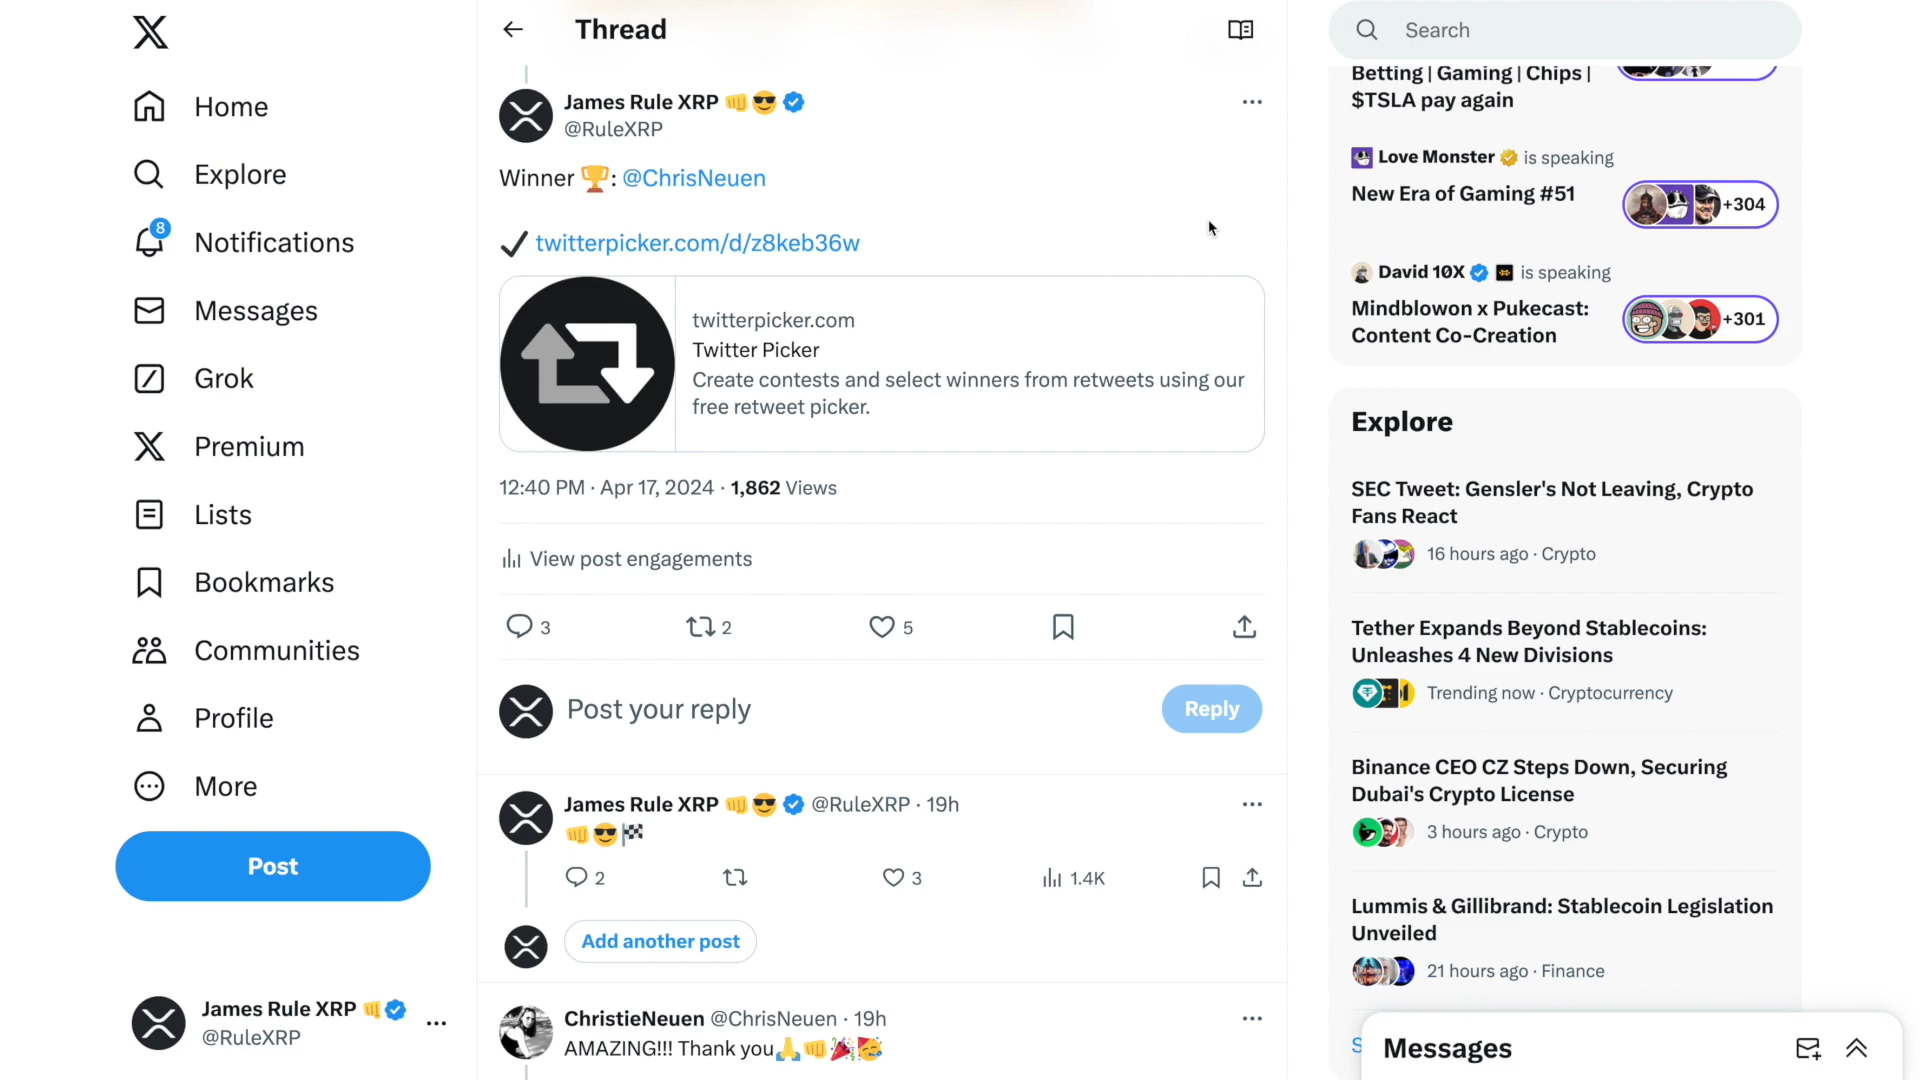 Home
Explore
8
Notifications
Messages
Grok
Premium
Lists
Bookmarks
Communities
Profile
More
Post
James Rule XRP 👊
@RuleXRP
Thread
James Rule XRP 👊😎
@RuleXRP
Winner 🏆: @ChrisNeuen
✔ twitterpicker.com/d/z8keb36w
twitterpicker.com
Twitter Picker
Create contests and select winners from retweets using our
free retweet picker.
12:40 PM · Apr 17, 2024 · 1,862 Views
View post engagements
3 2 5
Post your reply
Reply
James Rule XRP 👊😎 @RuleXRP · 19h
👊😎🏁
2 3 1.4K
Add another post
ChristieNeuen @ChrisNeuen · 19h
AMAZING!!! Thank you🙏👊🎉🥳
Search
Betting | Gaming | Chips |
$TSLA pay again
Love Monster is speaking
New Era of Gaming #51
+304
David 10X is speaking
Mindblowon x Pukecast:
Content Co-Creation
+301
Explore
SEC Tweet: Gensler's Not Leaving, Crypto
Fans React
16 hours ago · Crypto
Tether Expands Beyond Stablecoins:
Unleashes 4 New Divisions
Trending now · Cryptocurrency
Binance CEO CZ Steps Down, Securing
Dubai's Crypto License
3 hours ago · Crypto
Lummis & Gillibrand: Stablecoin Legislation
Unveiled
21 hours ago · Finance
Messages